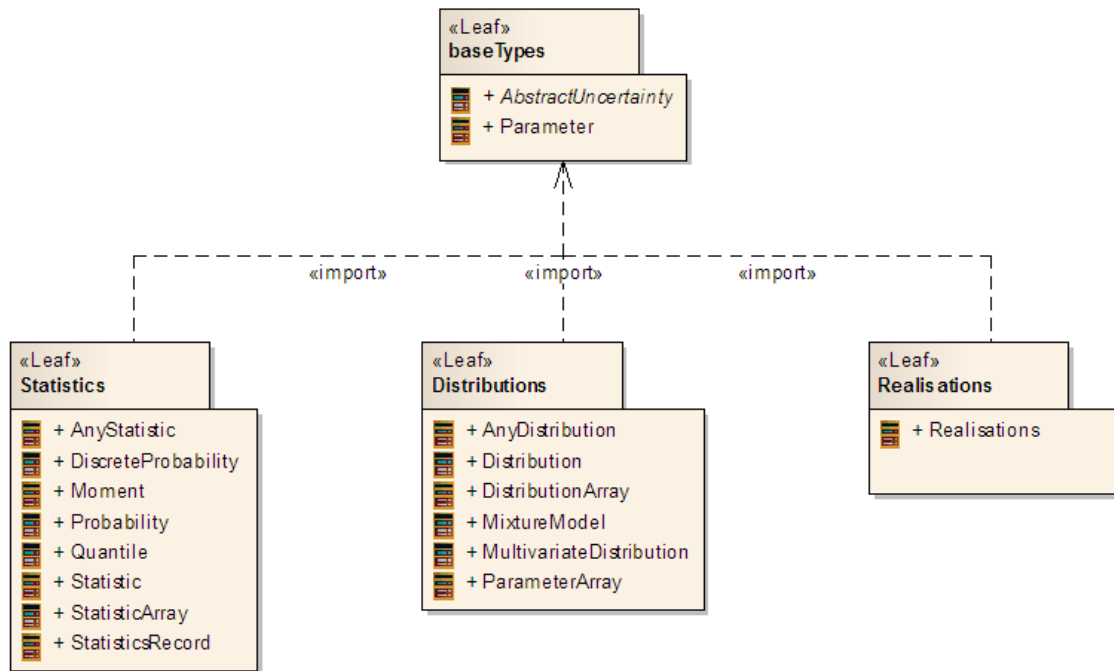 «Leaf»
baseTypes
+ AbstractUncertainty
+ Parameter
«import»
«import»
«import»
«Leaf»
Statistics
+ AnyStatistic
+ DiscreteProbability
+ Moment
+ Probability
+ Quantile
+ Statistic
+ StatisticArray
+ StatisticsRecord
«Leaf»
Distributions
+ AnyDistribution
+ Distribution
+ DistributionArray
+ MixtureModel
+ MultivariateDistribution
+ ParameterArray
«Leaf»
Realisations
+ Realisations